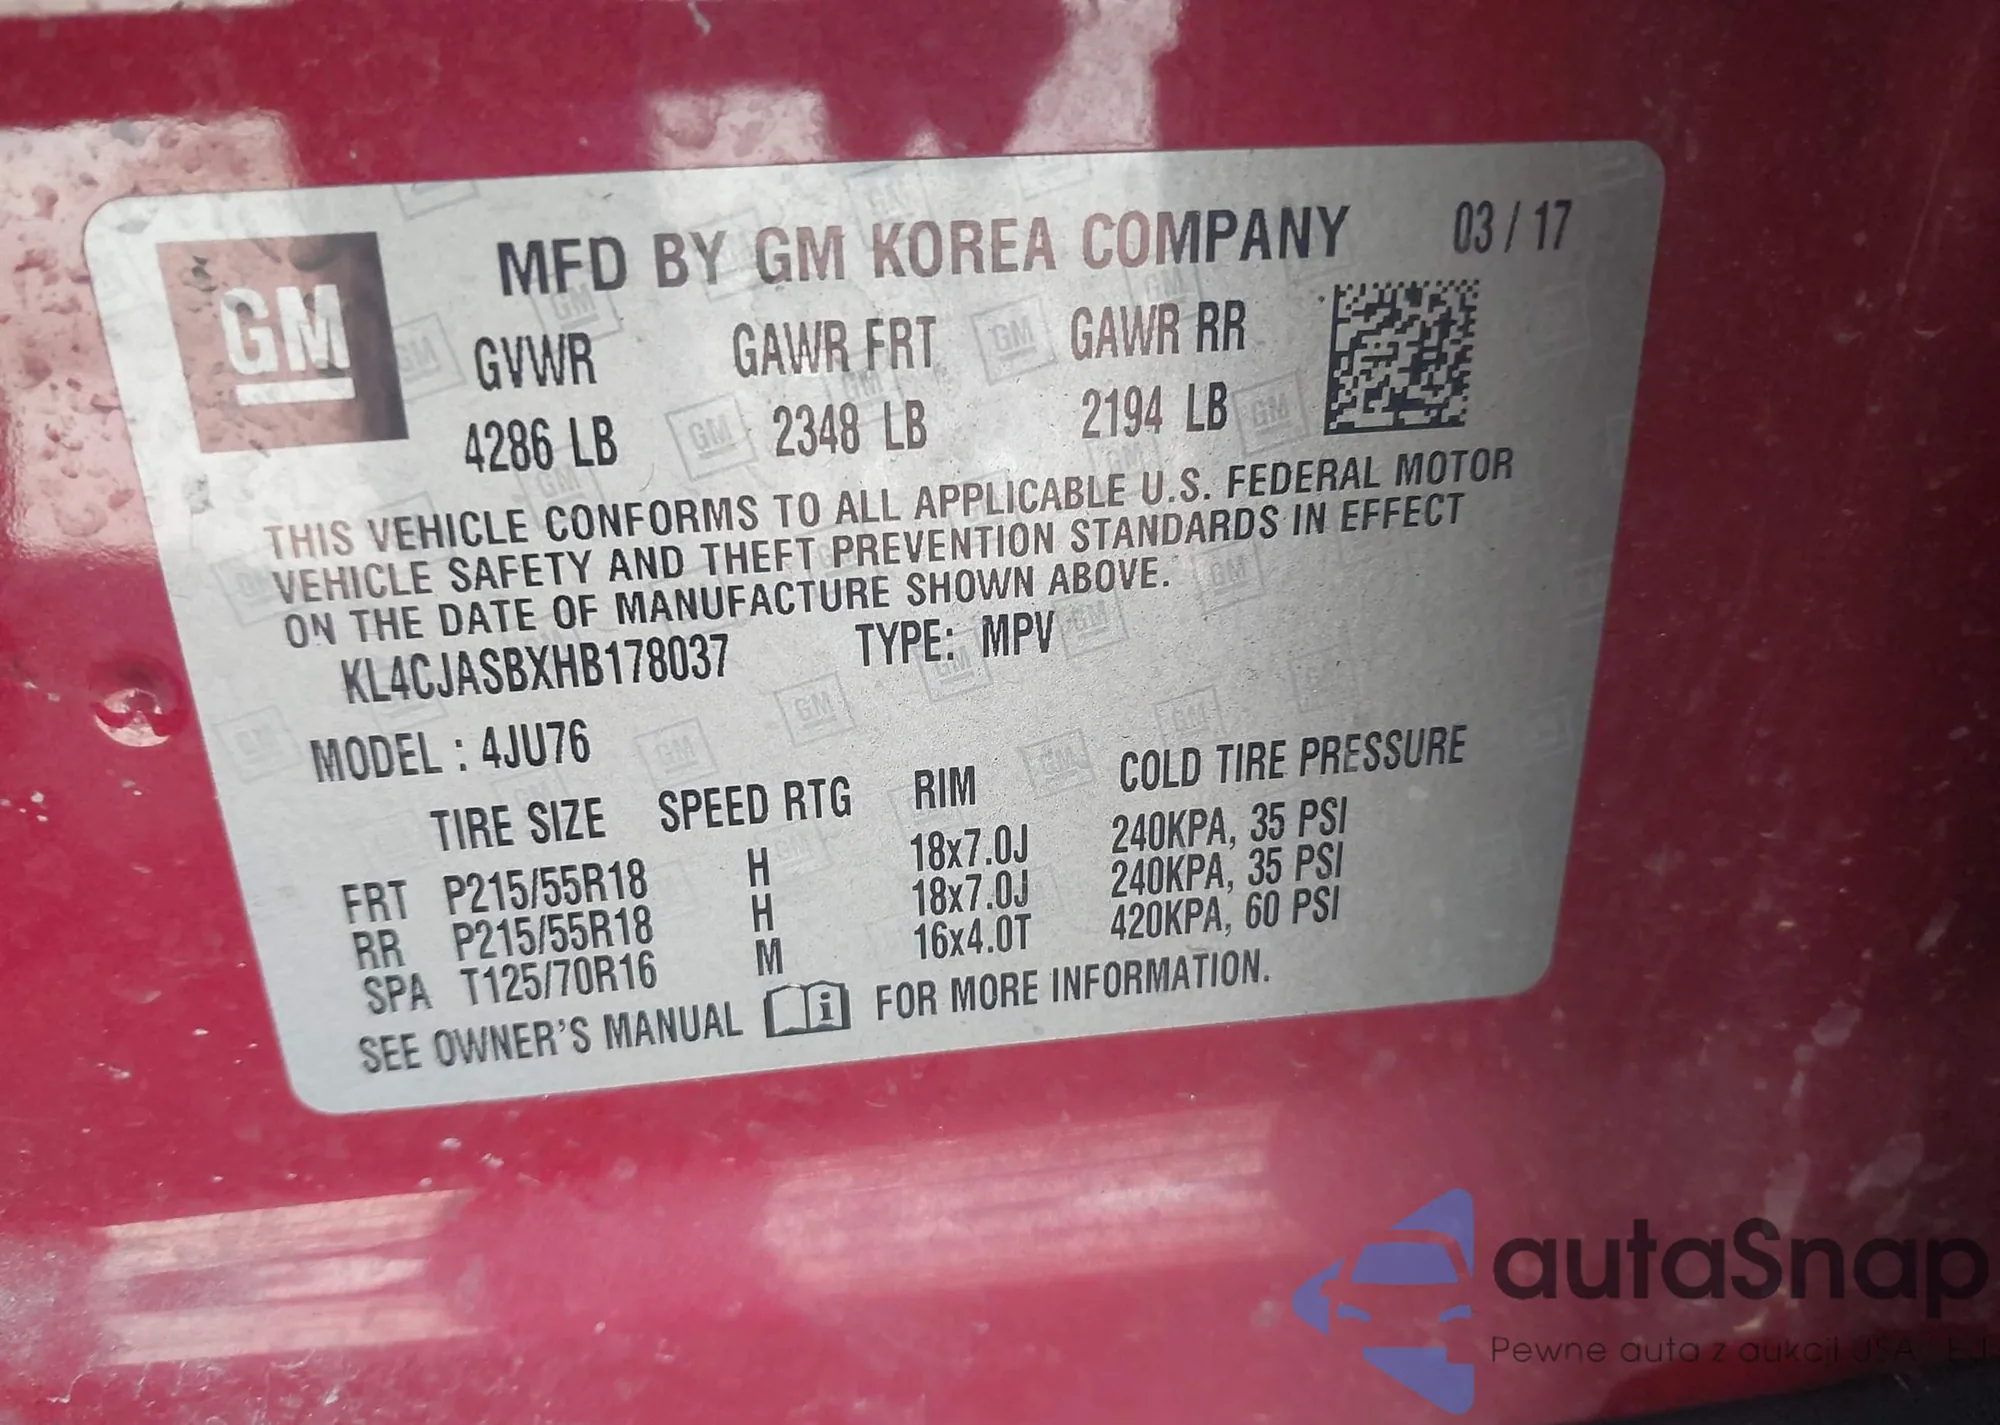 GM
MFD BY GM KOREA COMPANY 03/17
GVWR GAWR FRT GAWR RR
4286 LB 2348 LB 2194 LB
THIS VEHICLE CONFORMS TO ALL APPLICABLE U.S. FEDERAL MOTOR
VEHICLE SAFETY AND THEFT PREVENTION STANDARDS IN EFFECT
ON THE DATE OF MANUFACTURE SHOWN ABOVE.
KL4CJASBXHB178037 TYPE: MPV
MODEL : 4JU76
TIRE SIZE SPEED RTG RIM COLD TIRE PRESSURE
FRT P215/55R18 H 18x7.0J 240KPA, 35 PSI
RR P215/55R18 H 18x7.0J 240KPA, 35 PSI
SPA T125/70R16 M 16x4.0T 420KPA, 60 PSI
SEE OWNER'S MANUAL i FOR MORE INFORMATION.
autaSnap
Pewne auta z aukcji